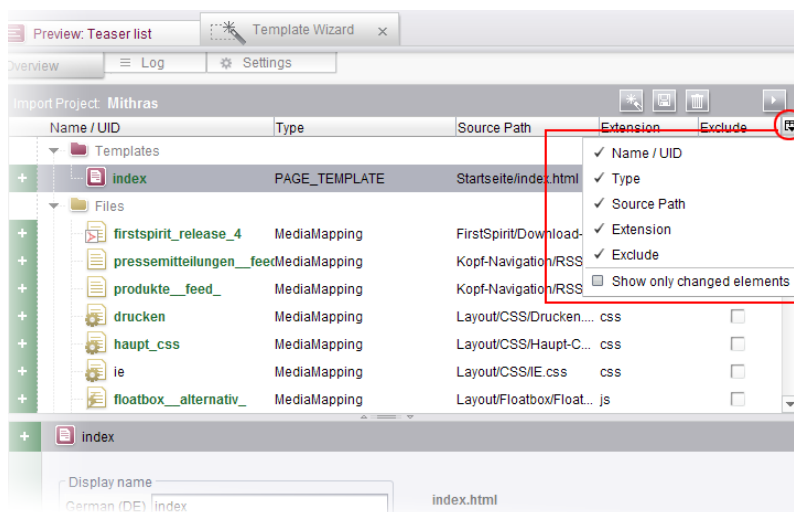 Preview: Teaser list
Template Wizard
Overview
Log
Settings
Import Project: Mithras
Name / UID Type Source Path Extension Exclude
Templates
index PAGE_TEMPLATE Startseite/index.html
Files
firstspirit_release_4 MediaMapping FirstSpirit/Download-
pressemitteilungen__feed MediaMapping Kopf-Navigation/RSS
produkte__feed_ MediaMapping Kopf-Navigation/RSS
drucken MediaMapping Layout/CSS/Drucken.... css
haupt_css MediaMapping Layout/CSS/Haupt-C... css
ie MediaMapping Layout/CSS/IE.css css
floatbox__alternativ_ MediaMapping Layout/Floatbox/Float... js
Name / UID
Type
Source Path
Extension
Exclude
Show only changed elements
index
Display name
German (DE) index
index.html